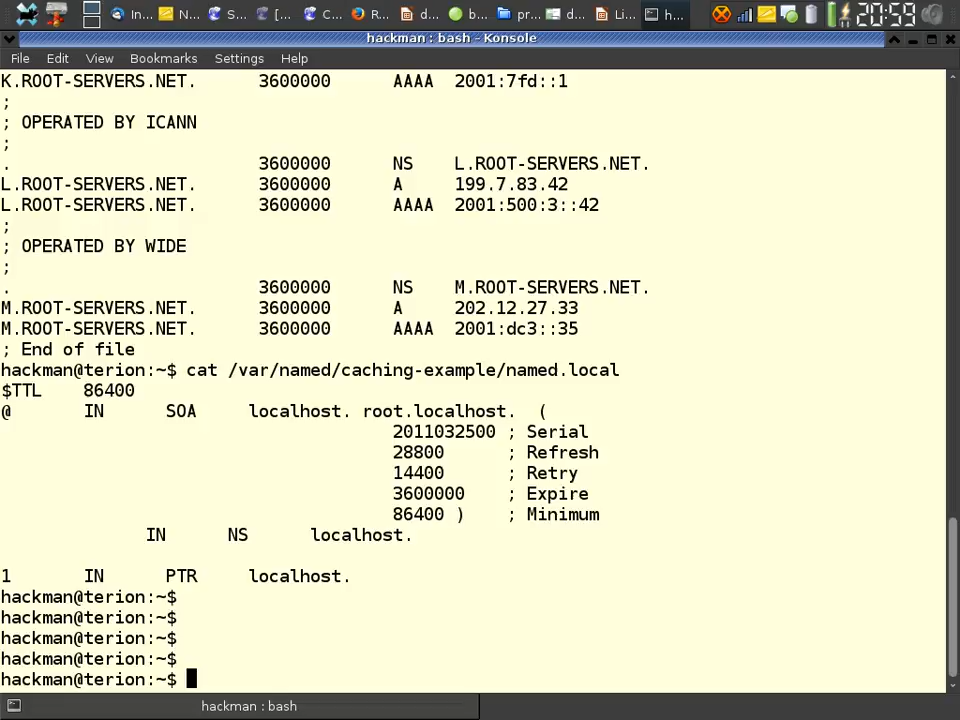 In...
N...
S...
[...
C...
R...
d...
b...
pr...
d...
Li...
h...
20:59
hackman : bash - Konsole
File Edit View Bookmarks Settings Help
K.ROOT-SERVERS.NET. 3600000 AAAA 2001:7fd::1
;
; OPERATED BY ICANN
;
. 3600000 NS L.ROOT-SERVERS.NET.
L.ROOT-SERVERS.NET. 3600000 A 199.7.83.42
L.ROOT-SERVERS.NET. 3600000 AAAA 2001:500:3::42
;
; OPERATED BY WIDE
;
. 3600000 NS M.ROOT-SERVERS.NET.
M.ROOT-SERVERS.NET. 3600000 A 202.12.27.33
M.ROOT-SERVERS.NET. 3600000 AAAA 2001:dc3::35
; End of file
hackman@terion:~$ cat /var/named/caching-example/named.local
$TTL 86400
@ IN SOA localhost. root.localhost. (
2011032500 ; Serial
28800 ; Refresh
14400 ; Retry
3600000 ; Expire
86400 ) ; Minimum
IN NS localhost.
1 IN PTR localhost.
hackman@terion:~$
hackman@terion:~$
hackman@terion:~$
hackman@terion:~$
hackman@terion:~$
hackman : bash